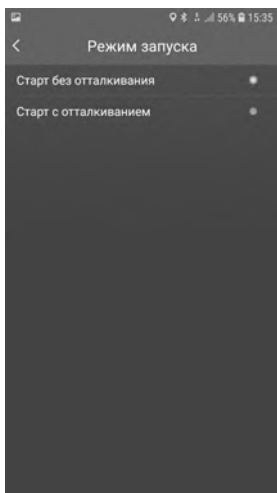 56% 15:35
Режим запуска
Старт без отталкивания
Старт с отталкиванием